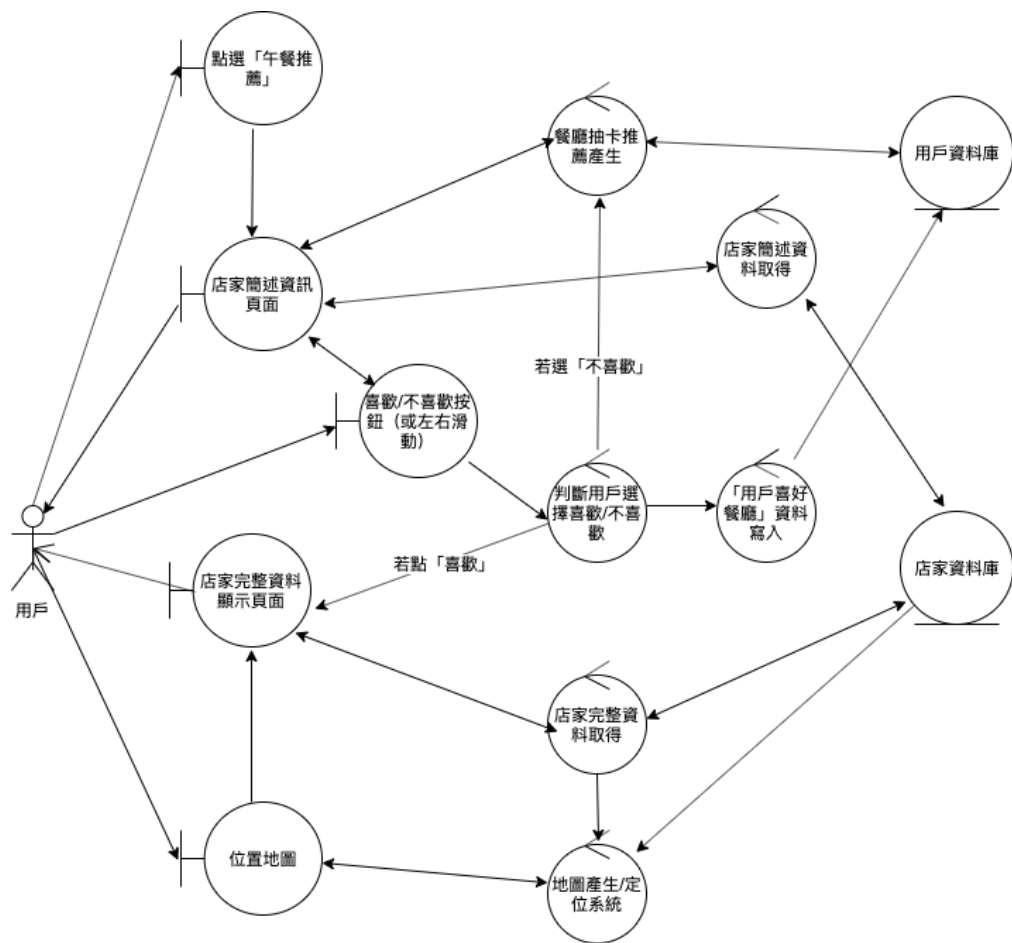 點選「午餐推
薦」
餐廳抽卡推
薦產生
用戶資料庫
店家簡述資
料取得
店家簡述資訊
頁面
若選「不喜歡」
喜歡/不喜歡按
鈕（或左右滑
動）
判斷用戶選
擇喜歡/不喜
歡
「用戶喜好
餐廳」資料
寫入
若點「喜歡」
店家資料庫
店家完整資料
顯示頁面
用戶
店家完整資
料取得
位置地圖
地圖產生/定
位系統